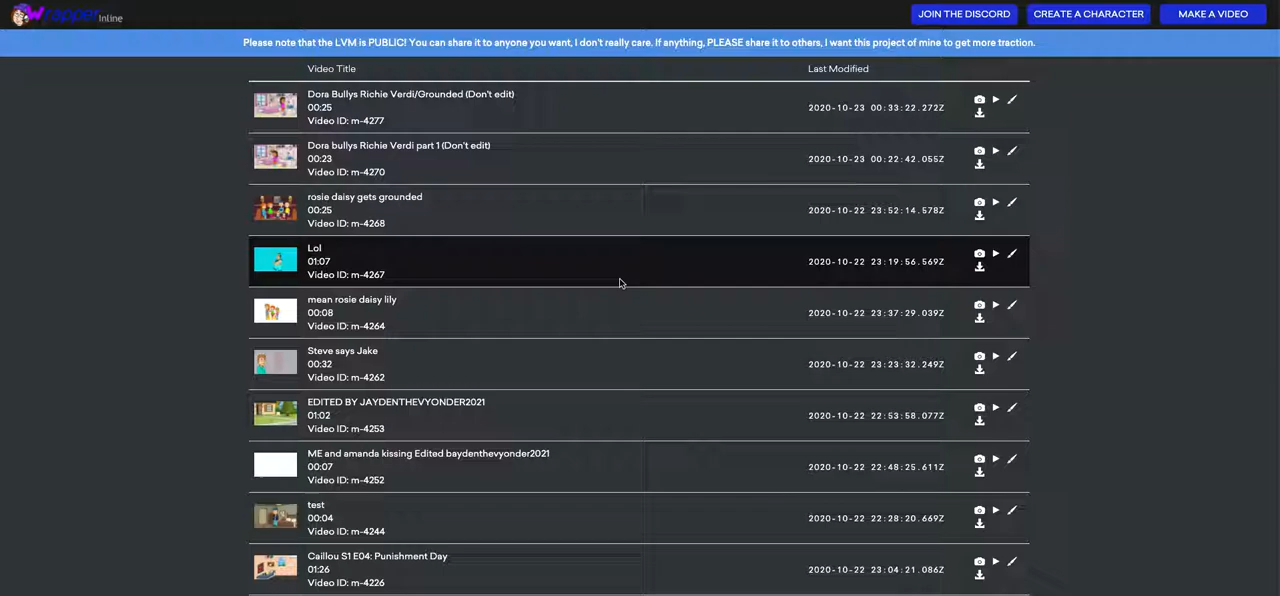 Wrapper Inline
JOIN THE DISCORD CREATE A CHARACTER MAKE A VIDEO
Please note that the LVM is PUBLIC! You can share it to anyone you want, I don't really care. If anything, PLEASE share it to others, I want this project of mine to get more traction.
Video Title Last Modified
Dora Bullys Richie Verdi/Grounded (Don't edit)
00:25 2020-10-23 00:33:22.272Z
Video ID: m-4277
Dora bullys Richie Verdi part 1 (Don't edit)
00:23 2020-10-23 00:22:42.055Z
Video ID: m-4270
rosie daisy gets grounded
00:25 2020-10-22 23:52:14.578Z
Video ID: m-4268
Lol
01:07 2020-10-22 23:19:56.569Z
Video ID: m-4267
mean rosie daisy lily
00:08 2020-10-22 23:37:29.039Z
Video ID: m-4264
Steve says Jake
00:32 2020-10-22 23:23:32.249Z
Video ID: m-4262
EDITED BY JAYDENTHEVYONDER2021
01:02 2020-10-22 22:53:58.077Z
Video ID: m-4253
ME and amanda kissing Edited baydenthevyonder2021
00:07 2020-10-22 22:48:25.611Z
Video ID: m-4252
test
00:04 2020-10-22 22:28:20.669Z
Video ID: m-4244
Caillou S1 E04: Punishment Day
01:26 2020-10-22 23:04:21.086Z
Video ID: m-4226